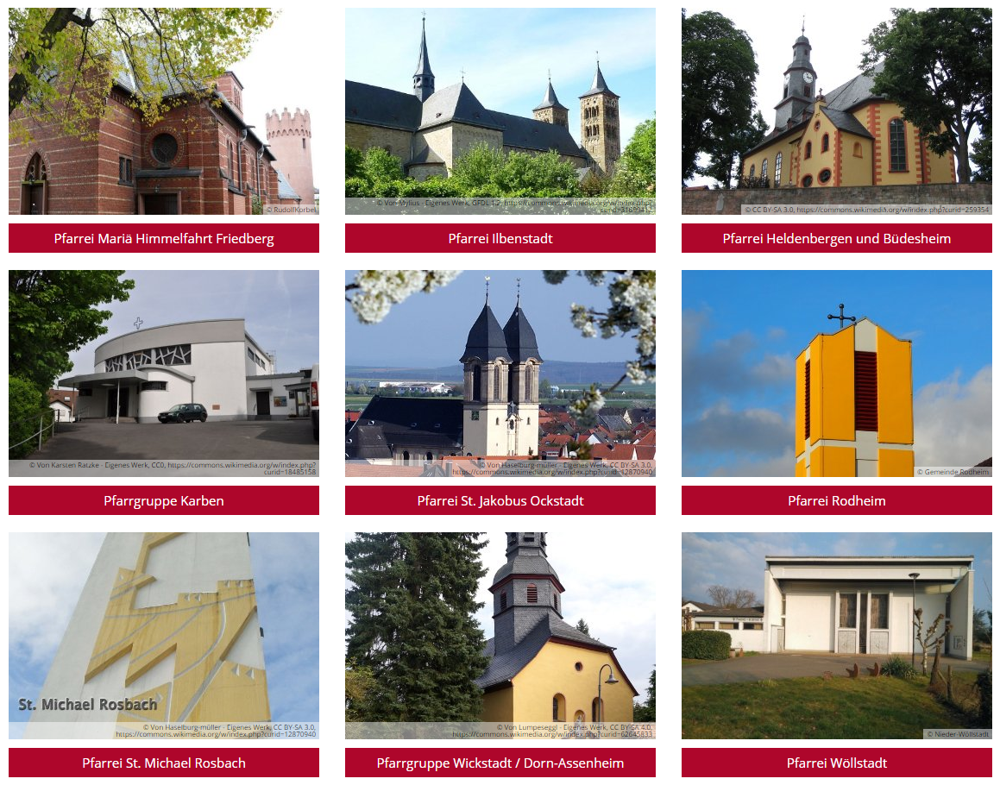 © RudolfKorbel
© Von Mylius - Eigenes Werk, GFDL 1.2, https://commons.wikimedia.org/w/index.php?
© CC BY-SA 3.0, https://commons.wikimedia.org/w/index.php?curid=259354
Pfarrei Mariä Himmelfahrt Friedberg
Pfarrei Ilbenstadt
Pfarrei Heldenbergen und Büdesheim
© Von Karsten Ratzke - Eigenes Werk, CC0, https://commons.wikimedia.org/w/index.php?
curid=18485158
© Von Haselburg-müller - Eigenes Werk, CC BY-SA 3.0,
https://commons.wikimedia.org/w/index.php?curid=12870940
© Gemeinde Rodheim
Pfarrgruppe Karben
Pfarrei St. Jakobus Ockstadt
Pfarrei Rodheim
St. Michael Rosbach
© Von Haselburg-müller - Eigenes Werk, CC BY-SA 3.0,
https://commons.wikimedia.org/w/index.php?curid=12870940
© Von Lumpeseggl - Eigenes Werk, CC BY-SA 4.0,
https://commons.wikimedia.org/w/index.php?curid=62645833
© Nieder-Wöllstadt
Pfarrei St. Michael Rosbach
Pfarrgruppe Wickstadt / Dorn-Assenheim
Pfarrei Wöllstadt